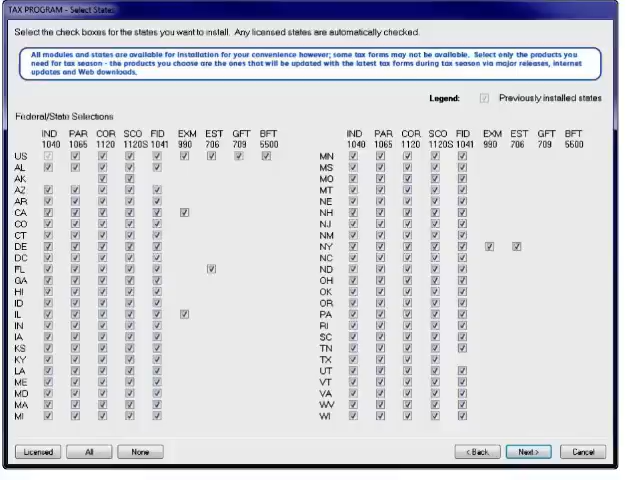 TAX PROGRAM - Select States
Select the check boxes for the states you want to install. Any licensed states are automatically checked.
All modules and states are available for installation for your convenience however; some tax forms may not be available. Select only the products you
need for tax season - the products you choose are the ones that will be updated with the latest tax forms during tax season via major releases, internet
updates and Web downloads.
Legend: Previously installed states
Federal/State Selections
IND PAR COR SCO FID EXM EST GFT BFT IND PAR COR SCO FID EXM EST GFT BFT
1040 1065 1120 1120S 1041 990 706 709 5500 1040 1065 1120 1120S 1041 990 706 709 5500
US MN
AL MS
AK MO
AZ MT
AR NE
CA NH
CO NJ
CT NM
DE NY
DC NC
FL ND
GA OH
HI OK
ID OR
IL PA
IN RI
IA SC
KS TN
KY TX
LA UT
ME VT
MD VA
MA WV
MI WI
Licensed All None < Back Next > Cancel